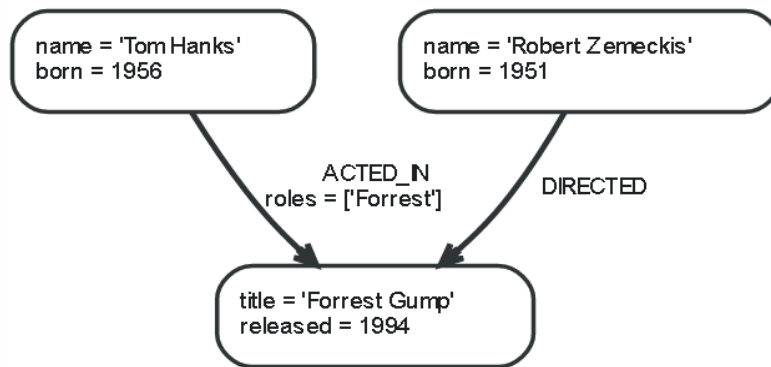 name = 'Tom Hanks'
born = 1956
name = 'Robert Zemeckis'
born = 1951
ACTED_IN
roles = ['Forrest']
DIRECTED
title = 'Forrest Gump'
released = 1994